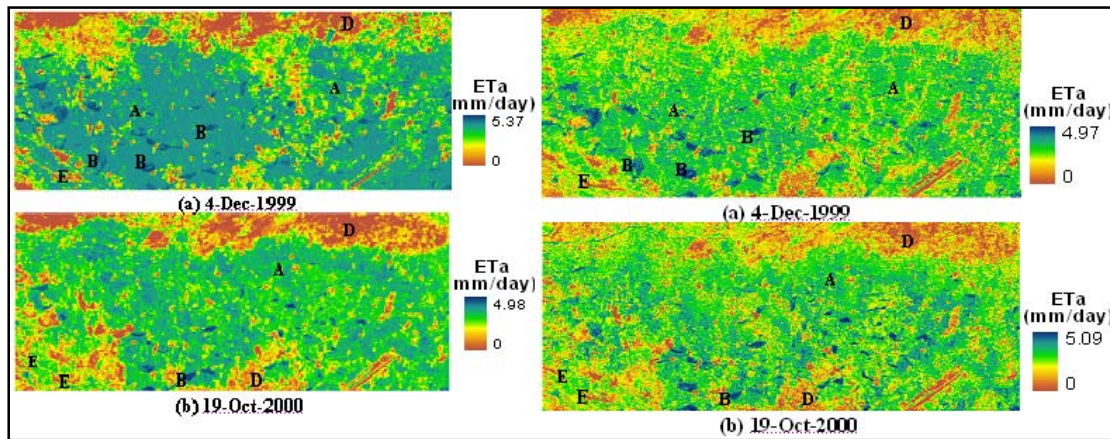 D
A
A
B
B
B
E
ETa
mm/day)
5.37
0
(a) 4-Dec-1999
D
A
A
B
B
B
E
ETa
(mm/day)
4.97
0
(a) 4-Dec-1999
D
A
E
E
B
D
ETa
(mm/day)
4.98
0
(b) 19-Oct-2000
D
A
E
E
B
D
ETa
(mm/day)
5.09
0
(b) 19-Oct-2000